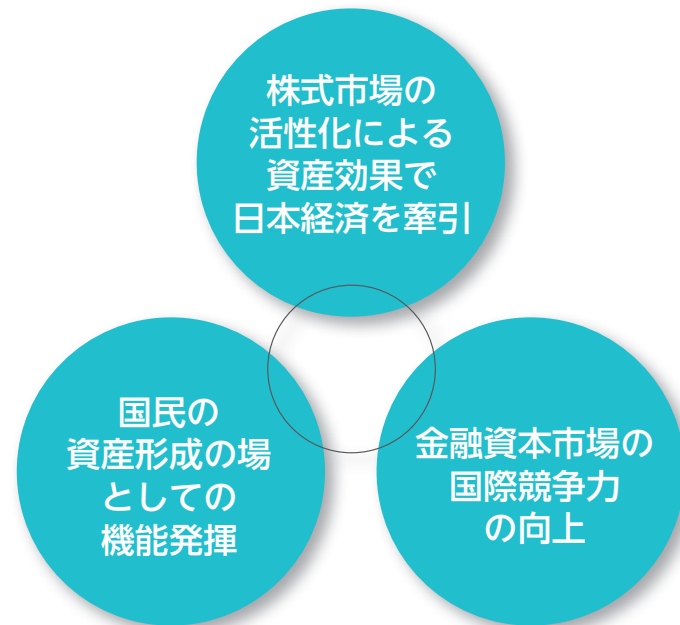 株式市場の
活性化による
資産効果で
日本経済を牽引
国民の
資産形成の場
としての
機能発揮
金融資本市場の
国際競争力
の向上